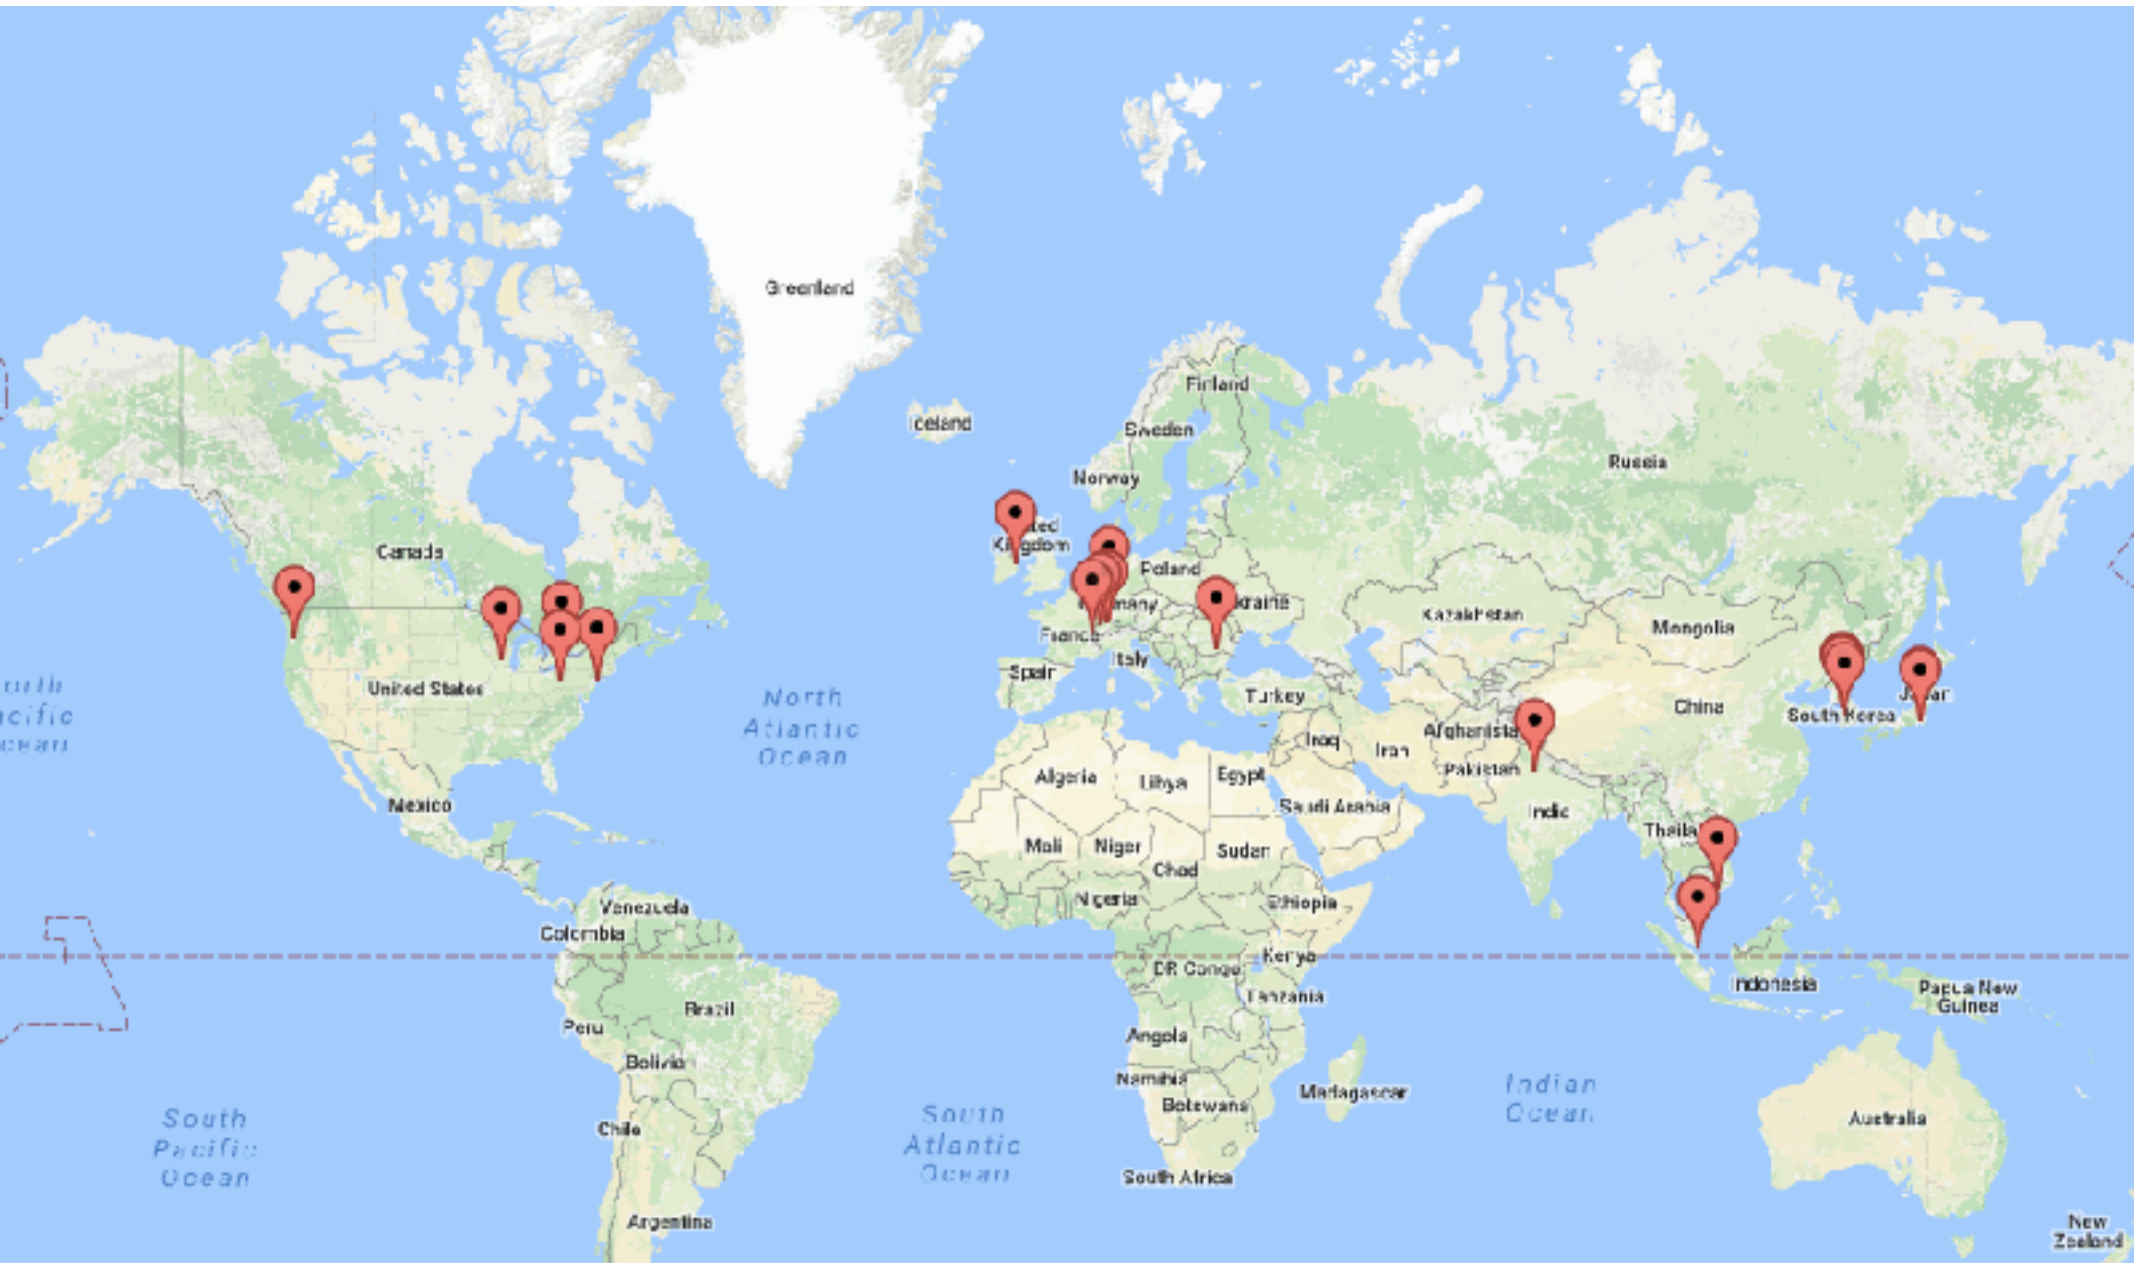 Greenland
Finland
Iceland
Sweden
Russia
Norway
Canada
Kingdom
Poland
Kazakhstan
Mongolia
France
Italy
Spain
United States
North
Atlantic
Ocean
Turkey
China
South Korea
Afghanista
Iraq
Iran
Pakistan
Algeria
Libya
Egypt
Saudi Arabia
India
Mexico
Mali
Niger
Sudan
Chad
Nigeria
Ethiopia
Venezuela
Colombia
Kenya
DR Congo
Indonesia
Papua New
Guinea
Tanzania
Brazil
Peru
Angola
Bolivia
Namibia
Botswana
Madagascar
Indian
Ocean
South
Pacific
Ocean
South
Atlantic
Ocean
Chile
Australia
South Africa
Argentina
New
Zealand